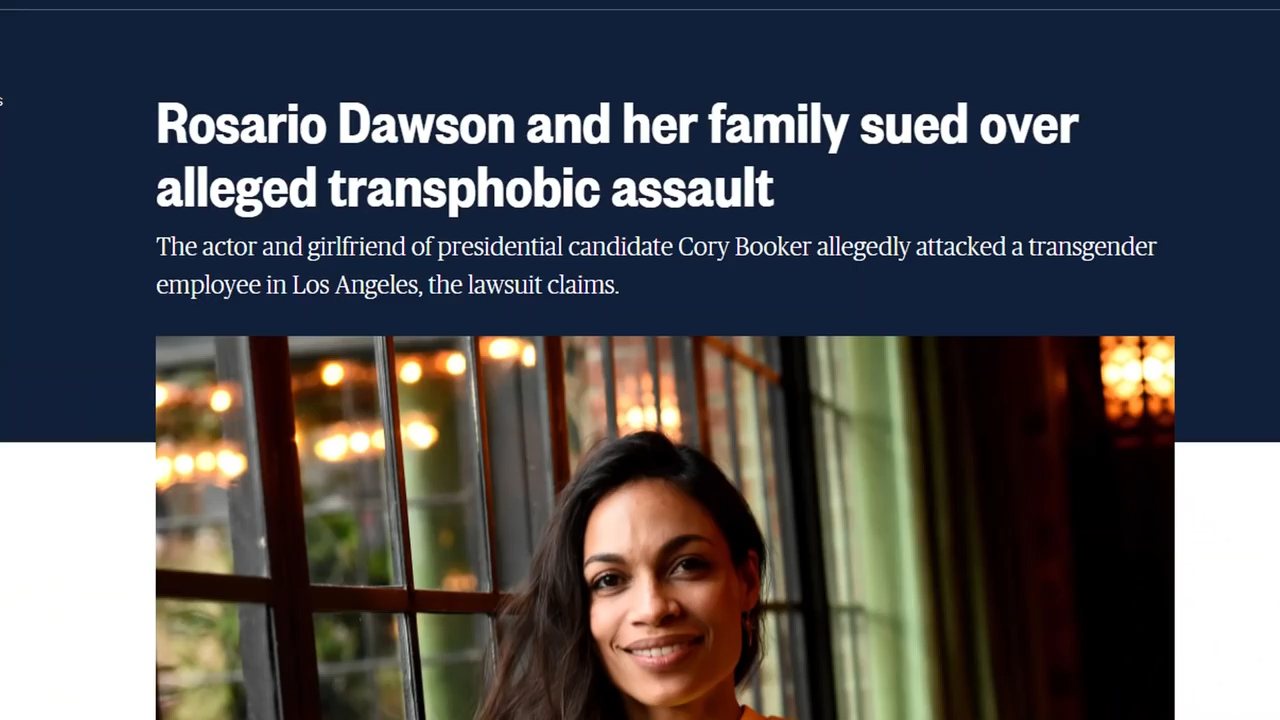 Rosario Dawson and her family sued over
alleged transphobic assault
The actor and girlfriend of presidential candidate Cory Booker allegedly attacked a transgender
employee in Los Angeles, the lawsuit claims.